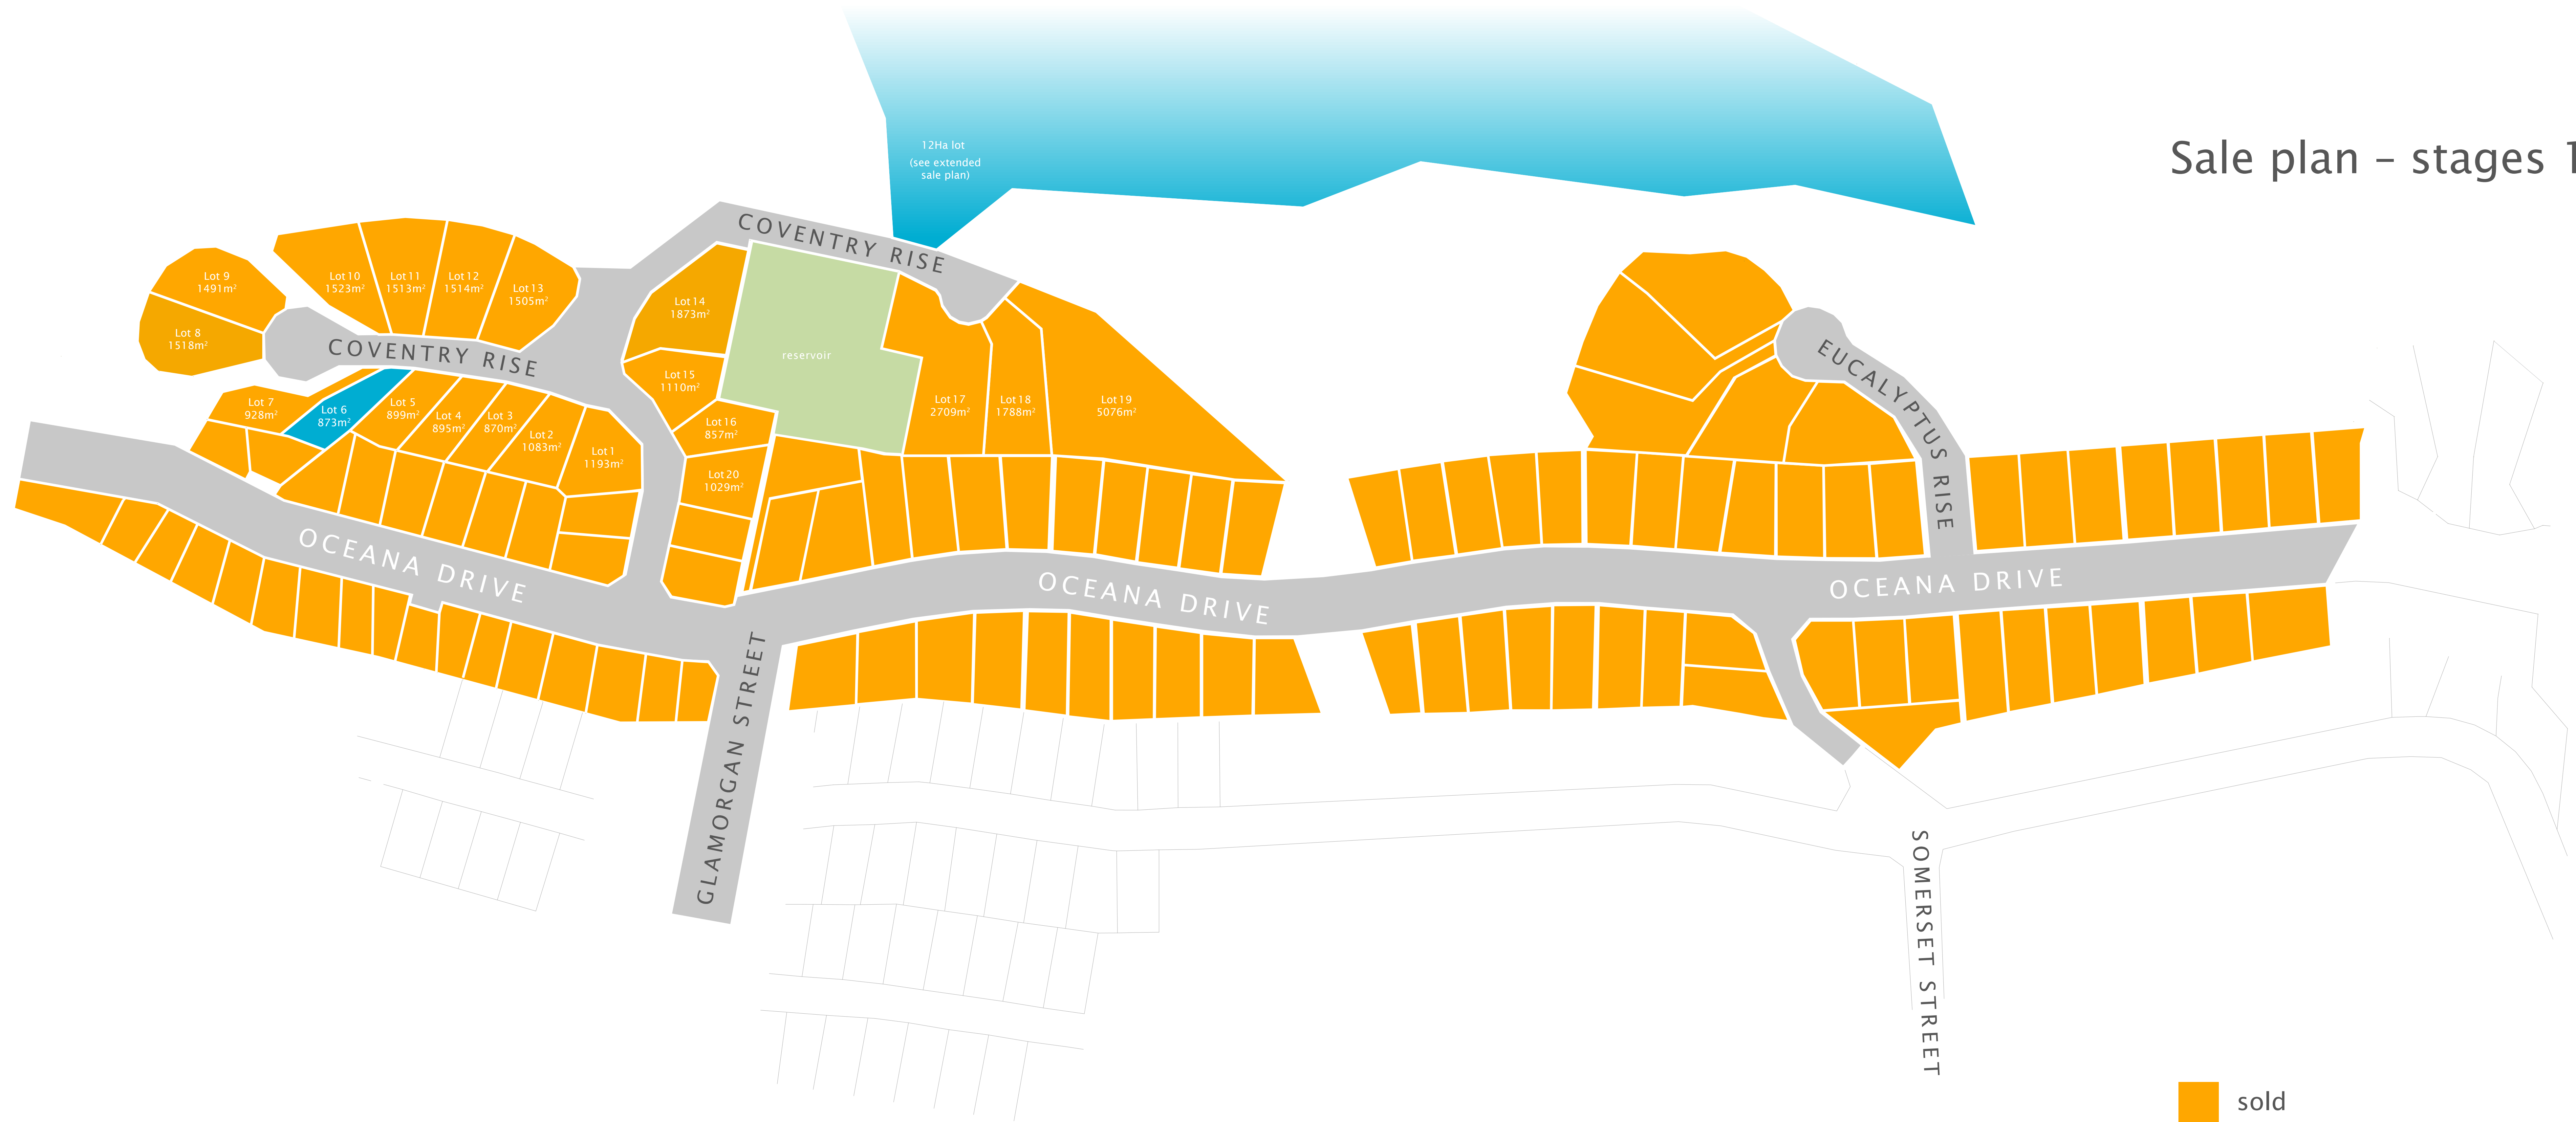 Sale plan – stages 1
12Ha lot
(see extended
sale plan)
COVENTRY RISE
Lot 9
1491m²
Lot 10
1523m²
Lot 11
1513m²
Lot 12
1514m²
Lot 13
1505m²
Lot 14
1873m²
Lot 8
1518m²
COVENTRY RISE
reservoir
EUCALYPTUS RISE
Lot 15
1110m²
Lot 7
928m²
Lot 6
873m²
Lot 5
899m²
Lot 4
895m²
Lot 3
870m²
Lot 2
1083m²
Lot 1
1193m²
Lot 16
857m²
Lot 17
2709m²
Lot 18
1788m²
Lot 19
5076m²
Lot 20
1029m²
OCEANA DRIVE
OCEANA DRIVE
OCEANA DRIVE
GLAMORGAN STREET
SOMERSET STREET
sold